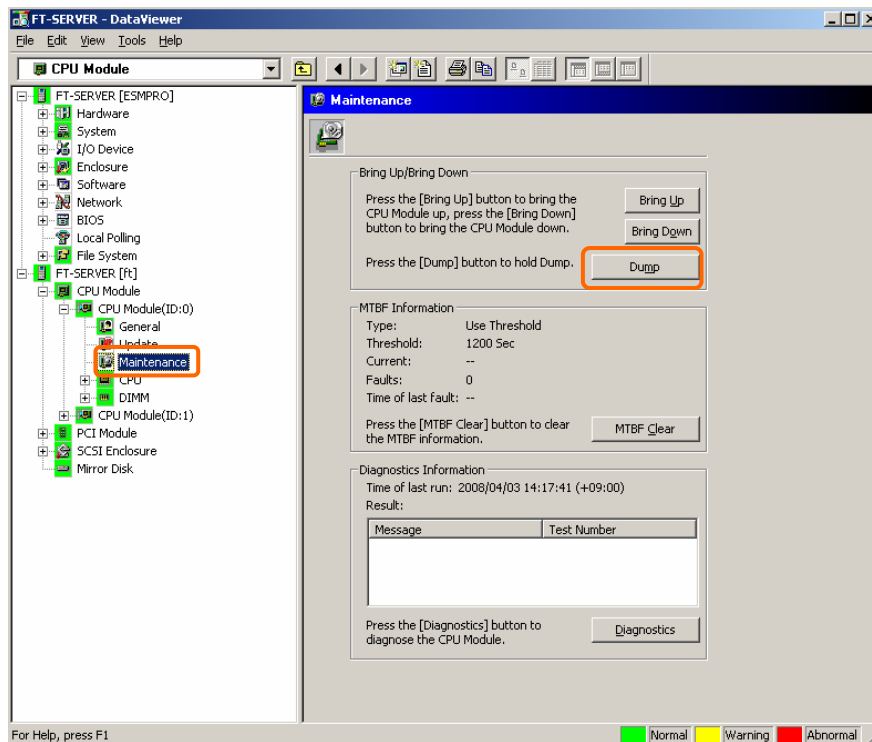 FT-SERVER - DataViewer
File Edit View Tools Help
CPU Module
FT-SERVER [ESMPRO]
Hardware
System
I/O Device
Enclosure
Software
Network
BIOS
Local Polling
File System
FT-SERVER [ft]
CPU Module
CPU Module(ID:0)
General
Update
Maintenance
CPU
DIMM
CPU Module(ID:1)
PCI Module
SCSI Enclosure
Mirror Disk
Maintenance
Bring Up/Bring Down
Press the [Bring Up] button to bring the
CPU Module up, press the [Bring Down]
button to bring the CPU Module down.
Bring Up
Bring Down
Press the [Dump] button to hold Dump.
Dump
MTBF Information
Type: Use Threshold
Threshold: 1200 Sec
Current: --
Faults: 0
Time of last fault: --
Press the [MTBF Clear] button to clear
the MTBF information.
MTBF Clear
Diagnostics Information
Time of last run: 2008/04/03 14:17:41 (+09:00)
Result:
Message Test Number
Press the [Diagnostics] button to
diagnose the CPU Module.
Diagnostics
For Help, press F1
Normal Warning Abnormal